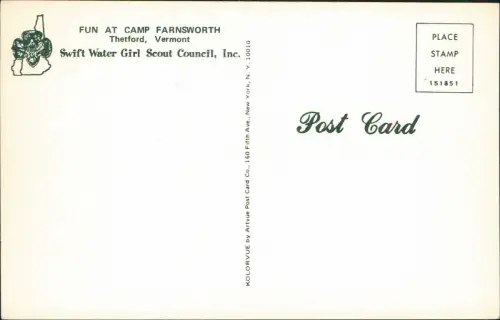 FUN AT CAMP FARNSWORTH
Thetford, Vermont
Swift Water Girl Scout Council, Inc.
KOLORVUE by Artvue Post Card Co., 160 Fifth Ave., New York, N. Y. 10010
PLACE
STAMP
HERE
151851
Post Card